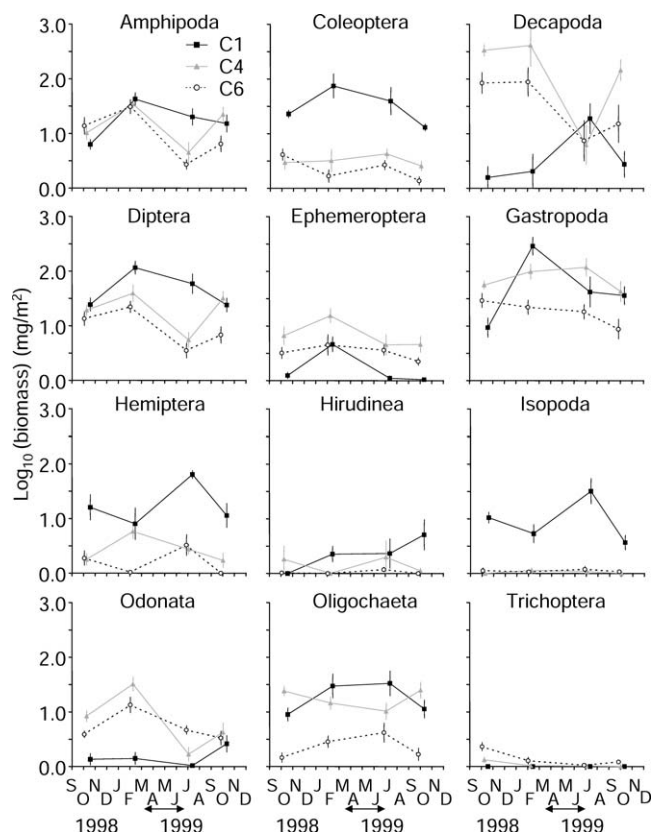 Amphipoda Coleoptera Decapoda
C1
C4
C6
3.0
2.0
1.0
0.0
Diptera Ephemeroptera Gastropoda
3.0
2.0
1.0
0.0
Log10 (biomass) (mg/m2)
Hemiptera Hirudinea Isopoda
3.0
2.0
1.0
0.0
Odonata Oligochaeta Trichoptera
3.0
2.0
1.0
0.0
S N J M M J S N S N J M M J S N S N J M M J S N
O D F A J A O D O D F A J A O D O D F A J A O D
1998 1999 1998 1999 1998 1999